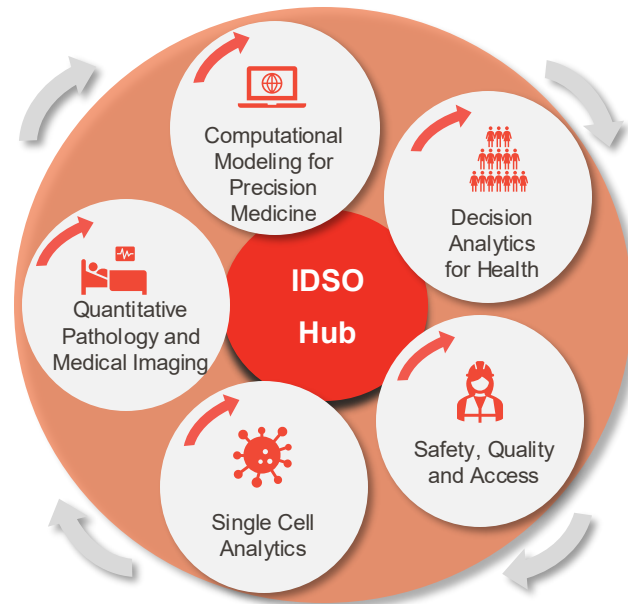 Computational
Modeling for
Precision
Medicine
Decision
Analytics
for Health
IDSO
Hub
Quantitative
Pathology and
Medical Imaging
Safety, Quality
and Access
Single Cell
Analytics